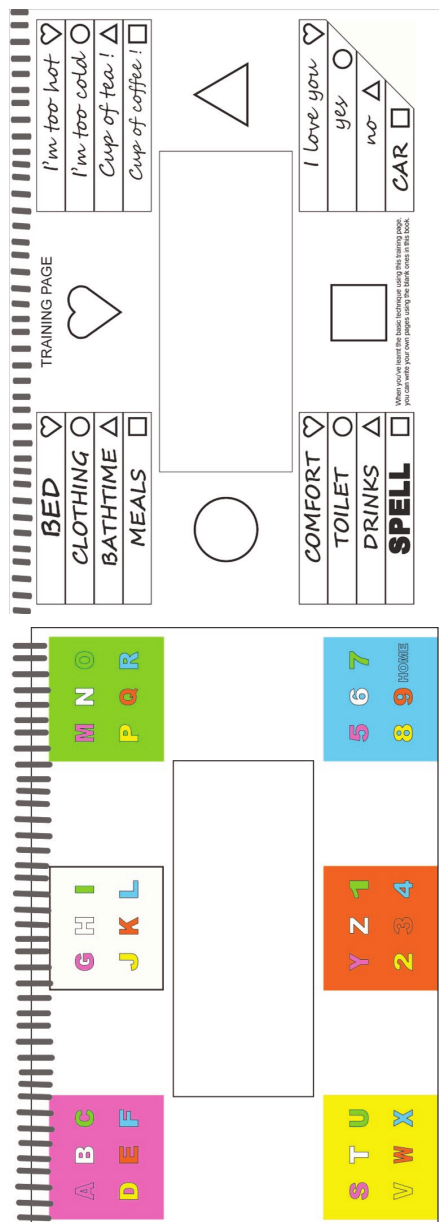 A B C
D E F
G H I
J K L
M N O
P Q R
S T U
V W X
Y Z 1
2 3 4
5 6 7
8 9 HOME
BED
CLOTHING
BATHTIME
MEALS
TRAINING PAGE
I'm too hot
I'm too cold
Cup of tea !
Cup of coffee !
COMFORT
TOILET
DRINKS
SPELL
When you've learnt the basic technique using this training page,
you can write your own pages using the blank ones in this book.
I love you
yes
no
CAR